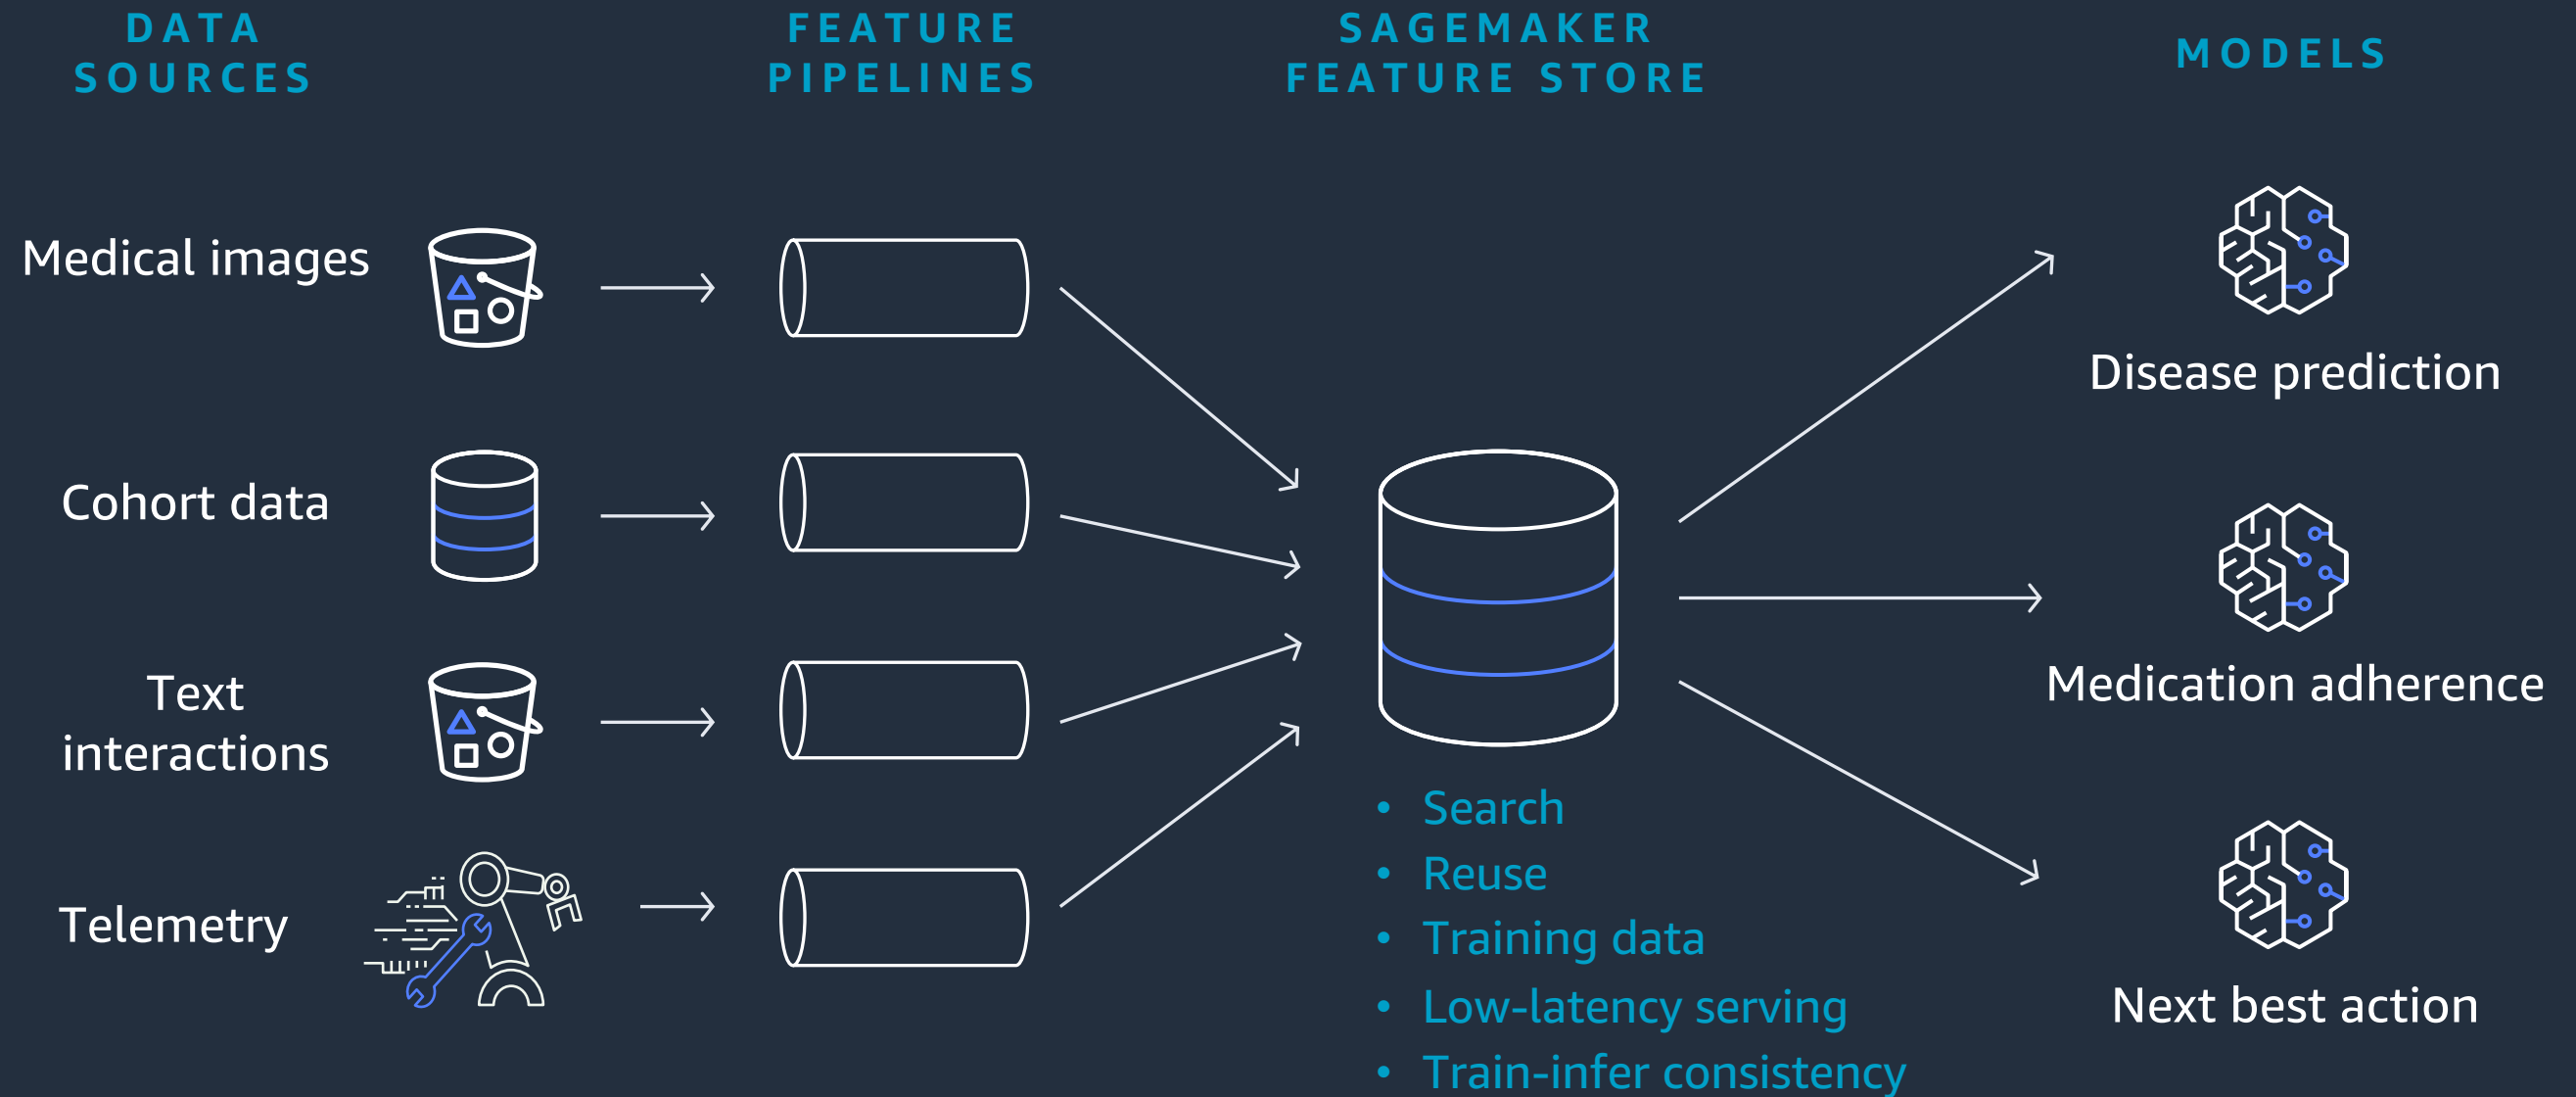 DATA
SOURCES
FEATURE
PIPELINES
SAGEMAKER
FEATURE STORE
MODELS
Medical images
Cohort data
Text
interactions
Telemetry
• Search
• Reuse
• Training data
• Low-latency serving
• Train-infer consistency
Disease prediction
Medication adherence
Next best action